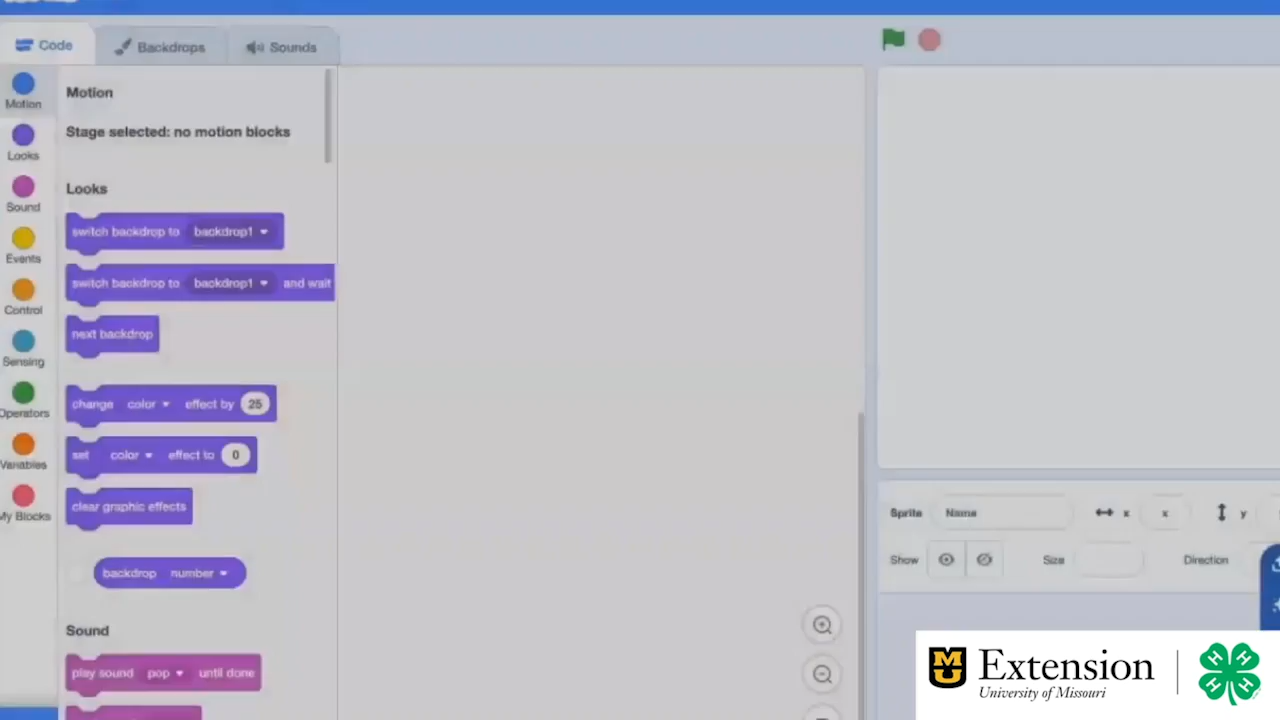 Code
Backdrops
Sounds
Motion
Looks
Sound
Events
Control
Sensing
Operators
Variables
My Blocks
Motion
Stage selected: no motion blocks
Looks
switch backdrop to backdrop1
switch backdrop to backdrop1 and wait
next backdrop
change color effect by 25
set color effect to 0
clear graphic effects
backdrop number
Sound
play sound pop until done
Sprite Name x x y
Show Size Direction
MU Extension
University of Missouri
H H H H